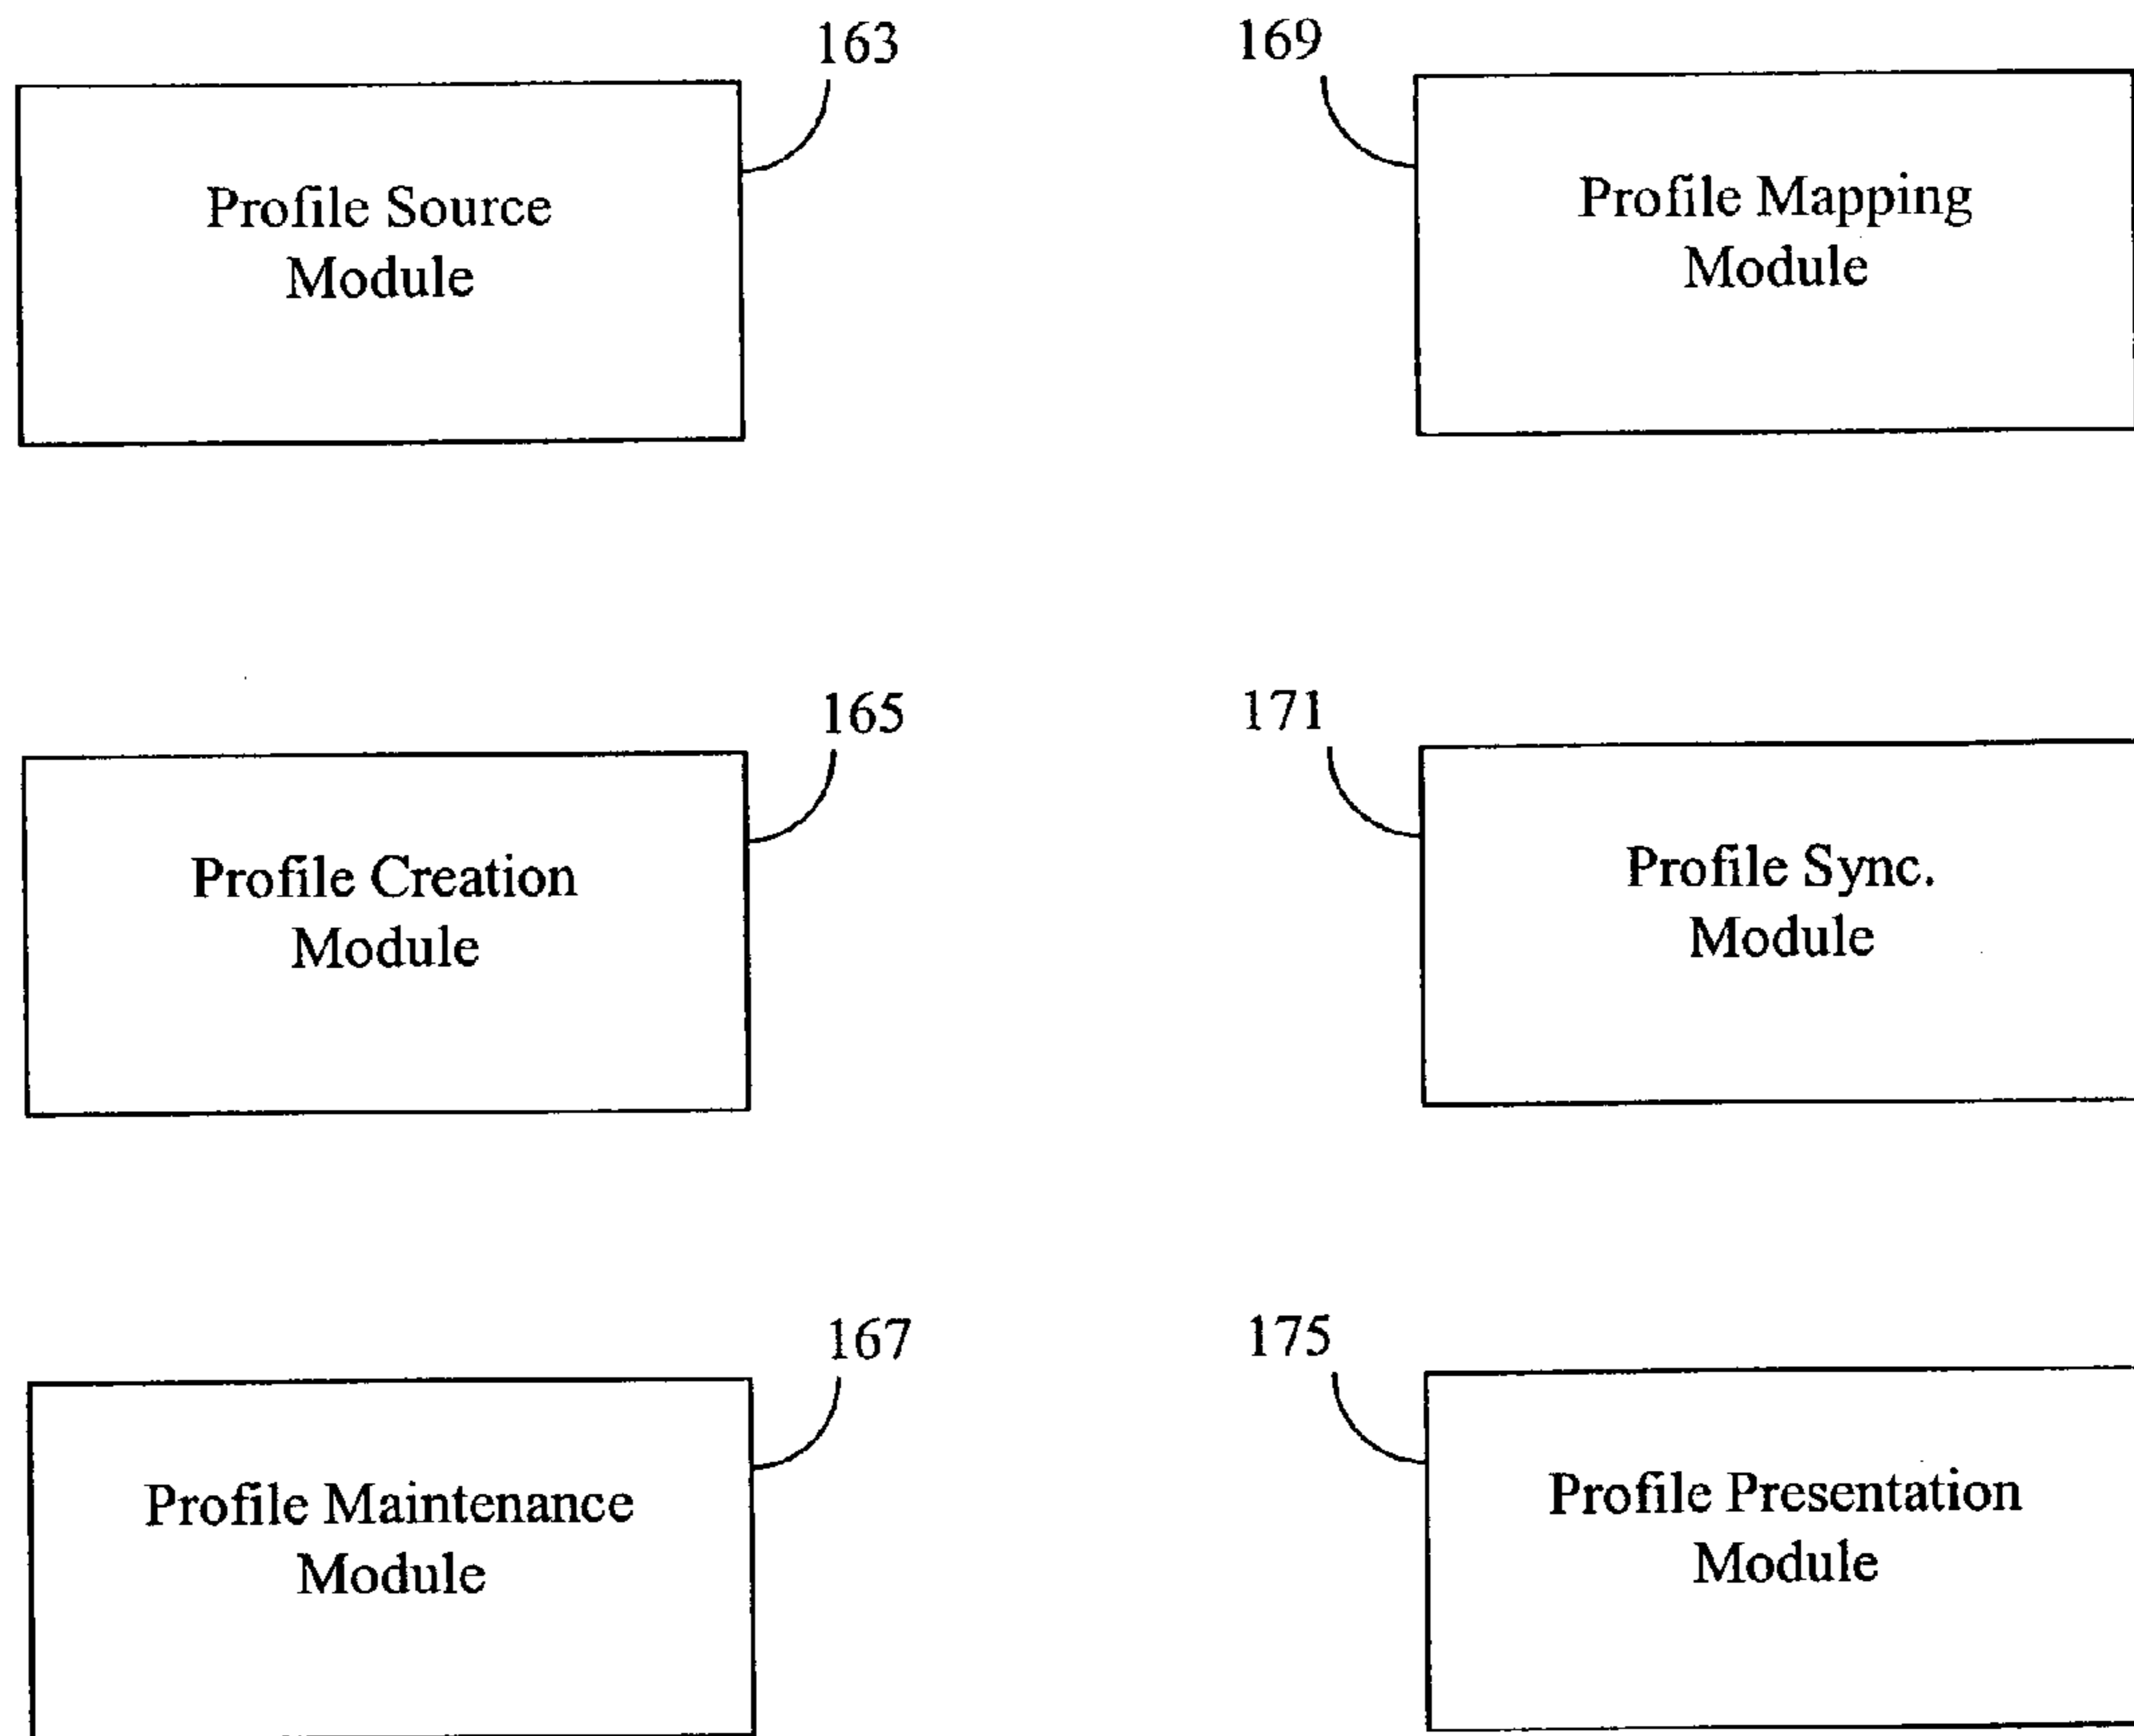 163
Profile Source
Module
169
Profile Mapping
Module
165
Profile Creation
Module
171
Profile Sync.
Module
167
Profile Maintenance
Module
175
Profile Presentation
Module